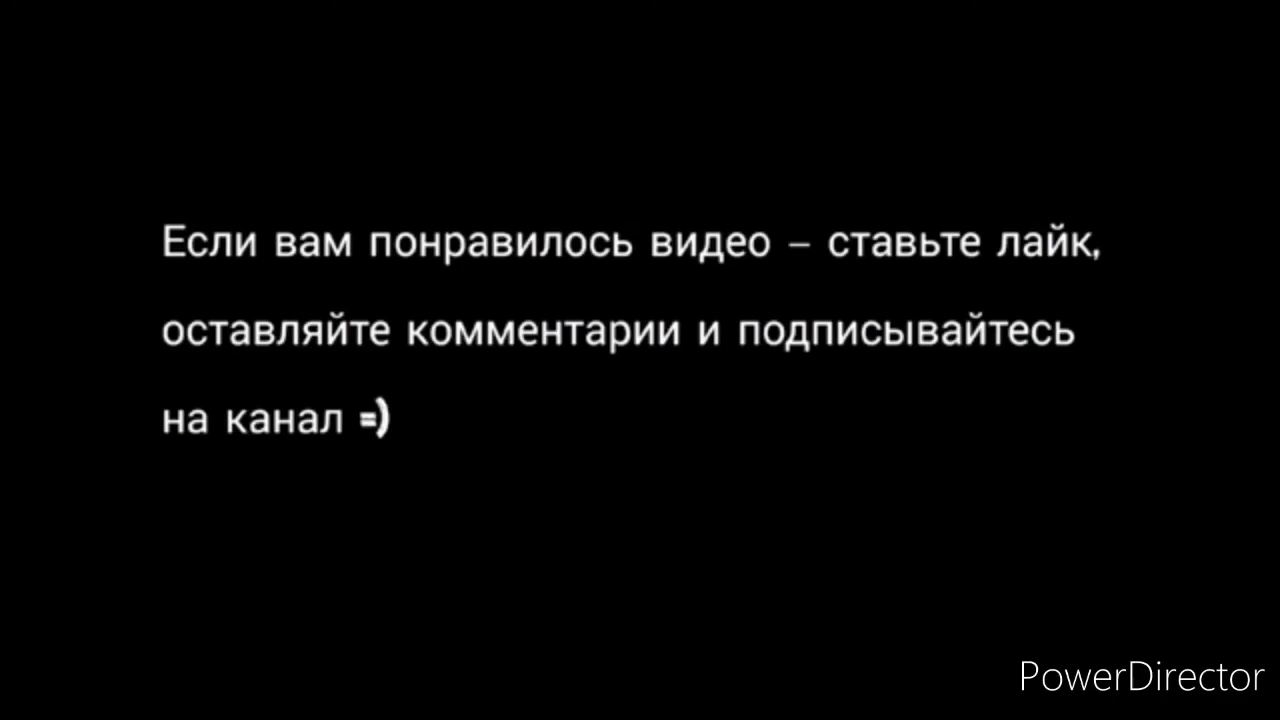 Если вам понравилось видео – ставьте лайк,
оставляйте комментарии и подписывайтесь
на канал =)
PowerDirector